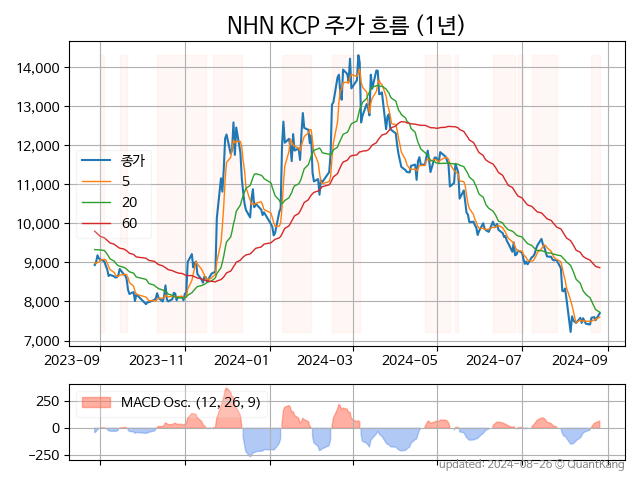 NHN KCP 주가 흐름 (1년)
14,000
13,000
12,000
11,000
10,000
9,000
8,000
7,000
종가
5
20
60
2023-09 2023-11 2024-01 2024-03 2024-05 2024-07 2024-09
250
0
−250
MACD Osc. (12, 26, 9)
updated: 2024-08-26 © QuantKang